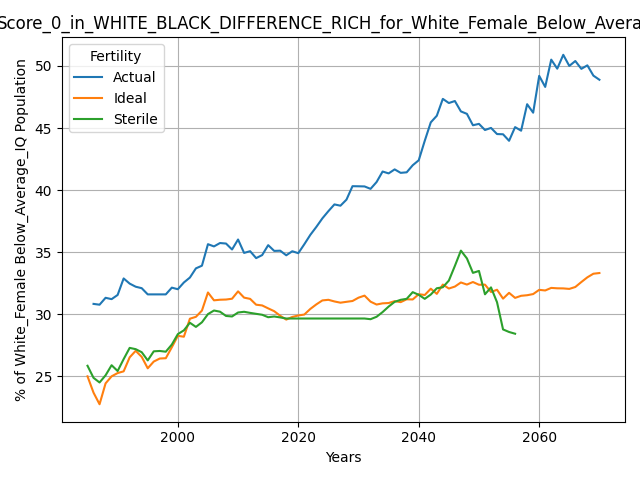 Score_0_in_WHITE_BLACK_DIFFERENCE_RICH_for_White_Female_Below_Avera
Fertility
Actual
Ideal
Sterile
% of White_Female Below_Average_IQ Population
50
45
40
35
30
25
2000
2020
2040
2060
Years